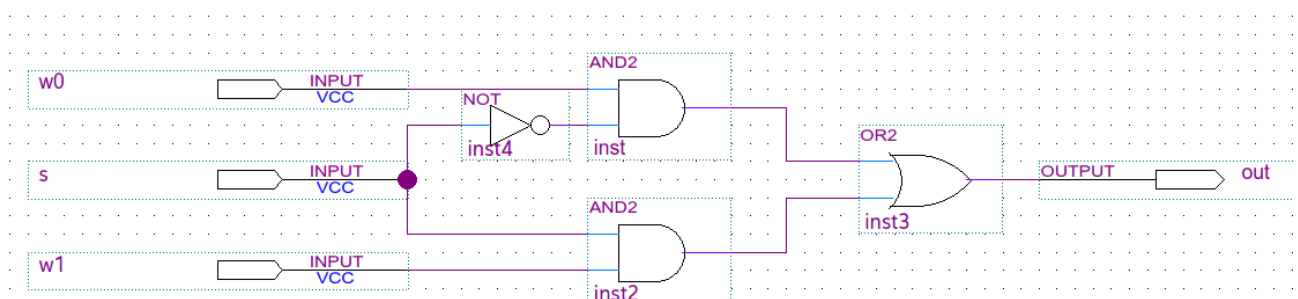 AND2
w0
INPUT
VCC
NOT
inst4
inst
OR2
s
INPUT
VCC
OUTPUT
out
AND2
inst3
w1
INPUT
VCC
inst2